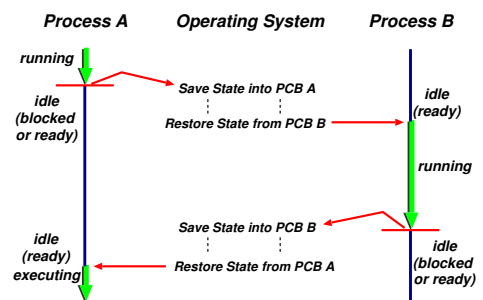 Process A
Operating System
Process B
running
Save State into PCB A
idle
(blocked
or ready)
Restore State from PCB B
idle
(ready)
running
Save State into PCB B
idle
(ready)
executing
Restore State from PCB A
idle
(blocked
or ready)